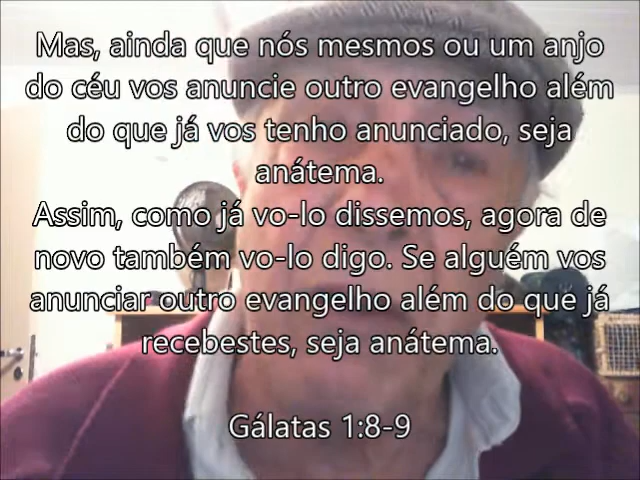 Mas, ainda que nós mesmos ou um anjo
do céu vos anuncie outro evangelho além
do que já vos tenho anunciado, seja
anátema.
Assim, como já vo-lo dissemos, agora de
novo também vo-lo digo. Se alguém vos
anunciar outro evangelho além do que já
recebestes, seja anátema.
Gálatas 1:8-9